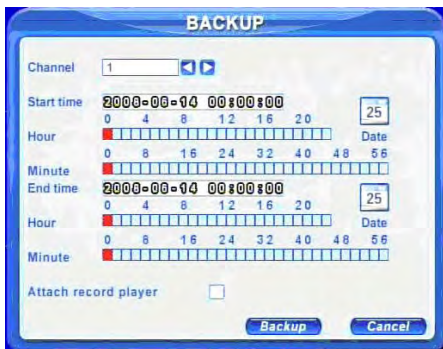 BACKUP
Channel 1
Start time 2008-06-14 00:00:00
0 4 8 12 16 20
25
Hour Date
0 8 16 24 32 40 48 56
Minute
End time 2008-06-14 00:00:00
0 4 8 12 16 20
25
Hour Date
0 8 16 24 32 40 48 56
Minute
Attach record player
Backup Cancel